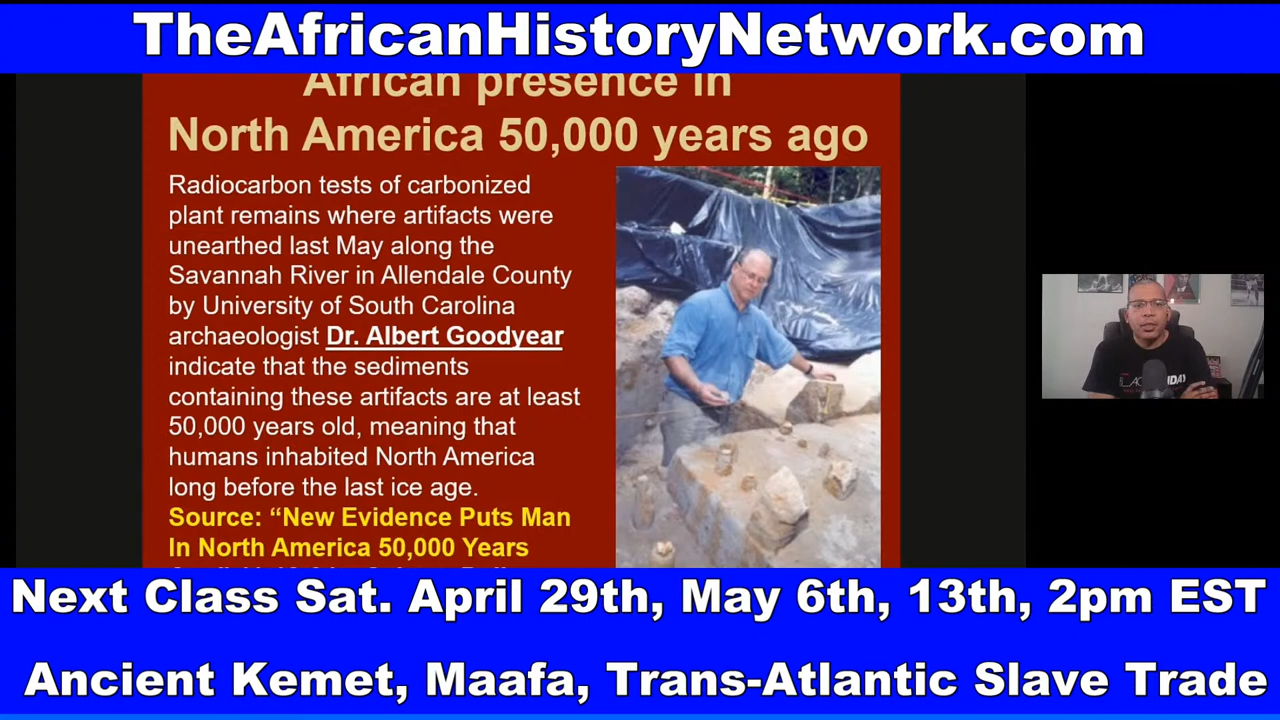 TheAfricanHistoryNetwork.com
African presence in
North America 50,000 years ago
Radiocarbon tests of carbonized
plant remains where artifacts were
unearthed last May along the
Savannah River in Allendale County
by University of South Carolina
archaeologist Dr. Albert Goodyear
indicate that the sediments
containing these artifacts are at least
50,000 years old, meaning that
humans inhabited North America
long before the last ice age.
Source: “New Evidence Puts Man
In North America 50,000 Years
Next Class Sat. April 29th, May 6th, 13th, 2pm EST
Ancient Kemet, Maafa, Trans-Atlantic Slave Trade